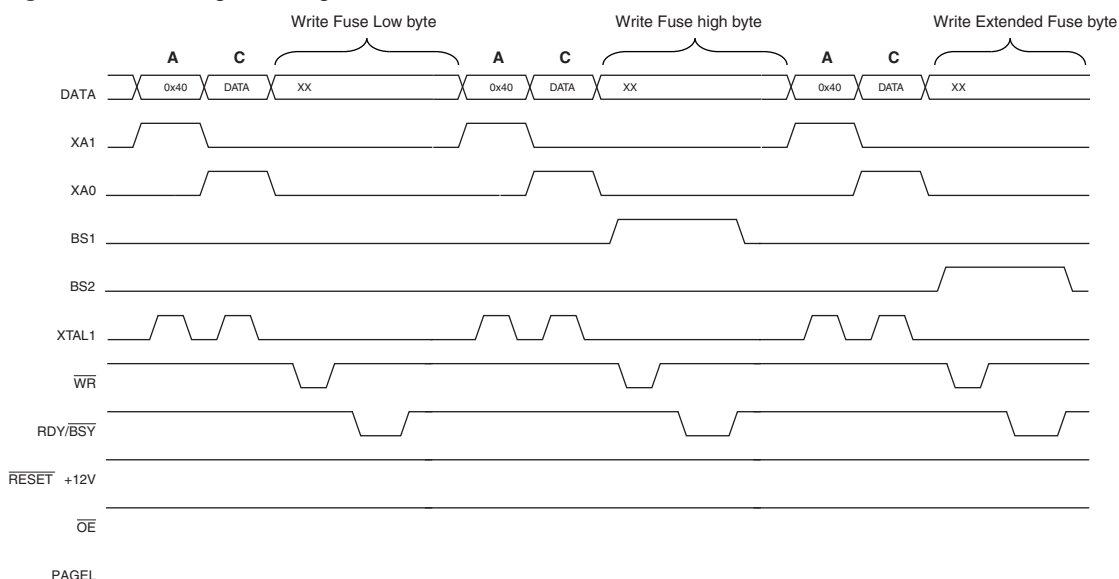 Write Fuse Low byte Write Fuse high byte Write Extended Fuse byte
A C A C A C
DATA 0x40 DATA XX 0x40 DATA XX 0x40 DATA XX
XA1
XA0
BS1
BS2
XTAL1
WR
RDY/BSY
RESET +12V
OE
PAGEL